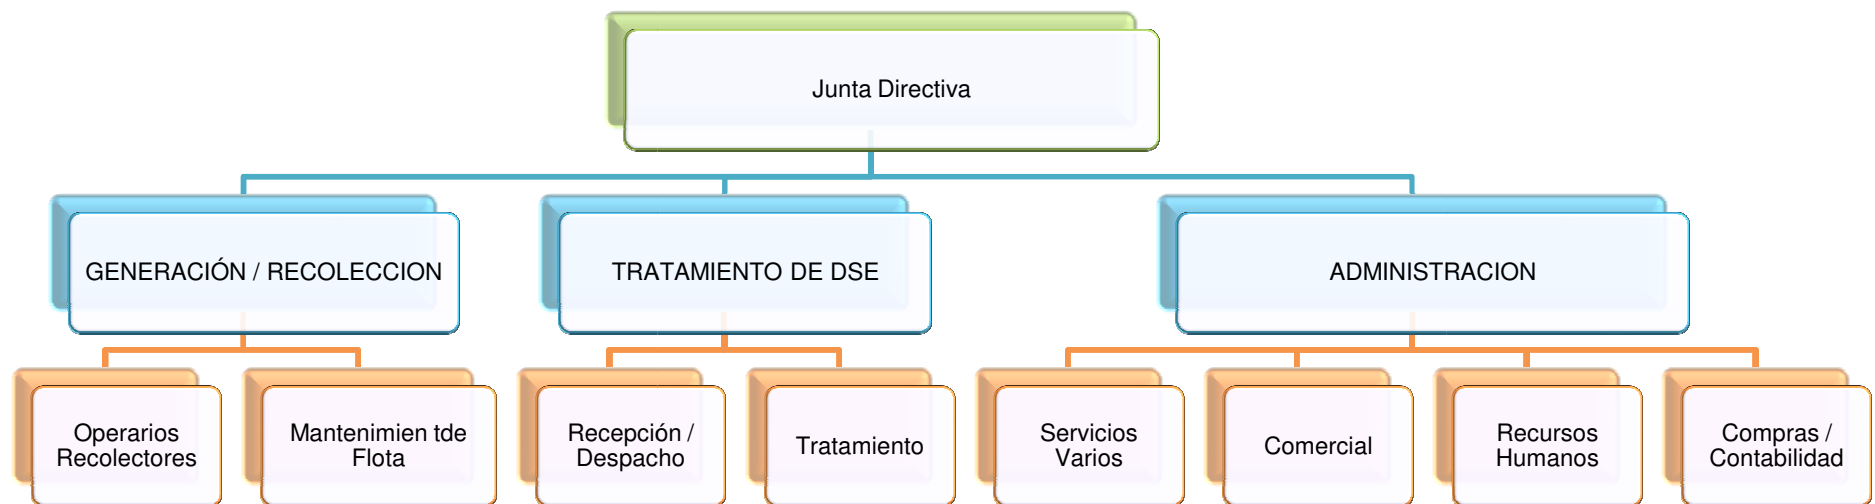 Junta Directiva
GENERACIÓN / RECOLECCION
TRATAMIENTO DE DSE
ADMINISTRACION
Operarios
Recolectores
Mantenimien tde
Flota
Recepción /
Despacho
Tratamiento
Servicios
Varios
Comercial
Recursos
Humanos
Compras /
Contabilidad